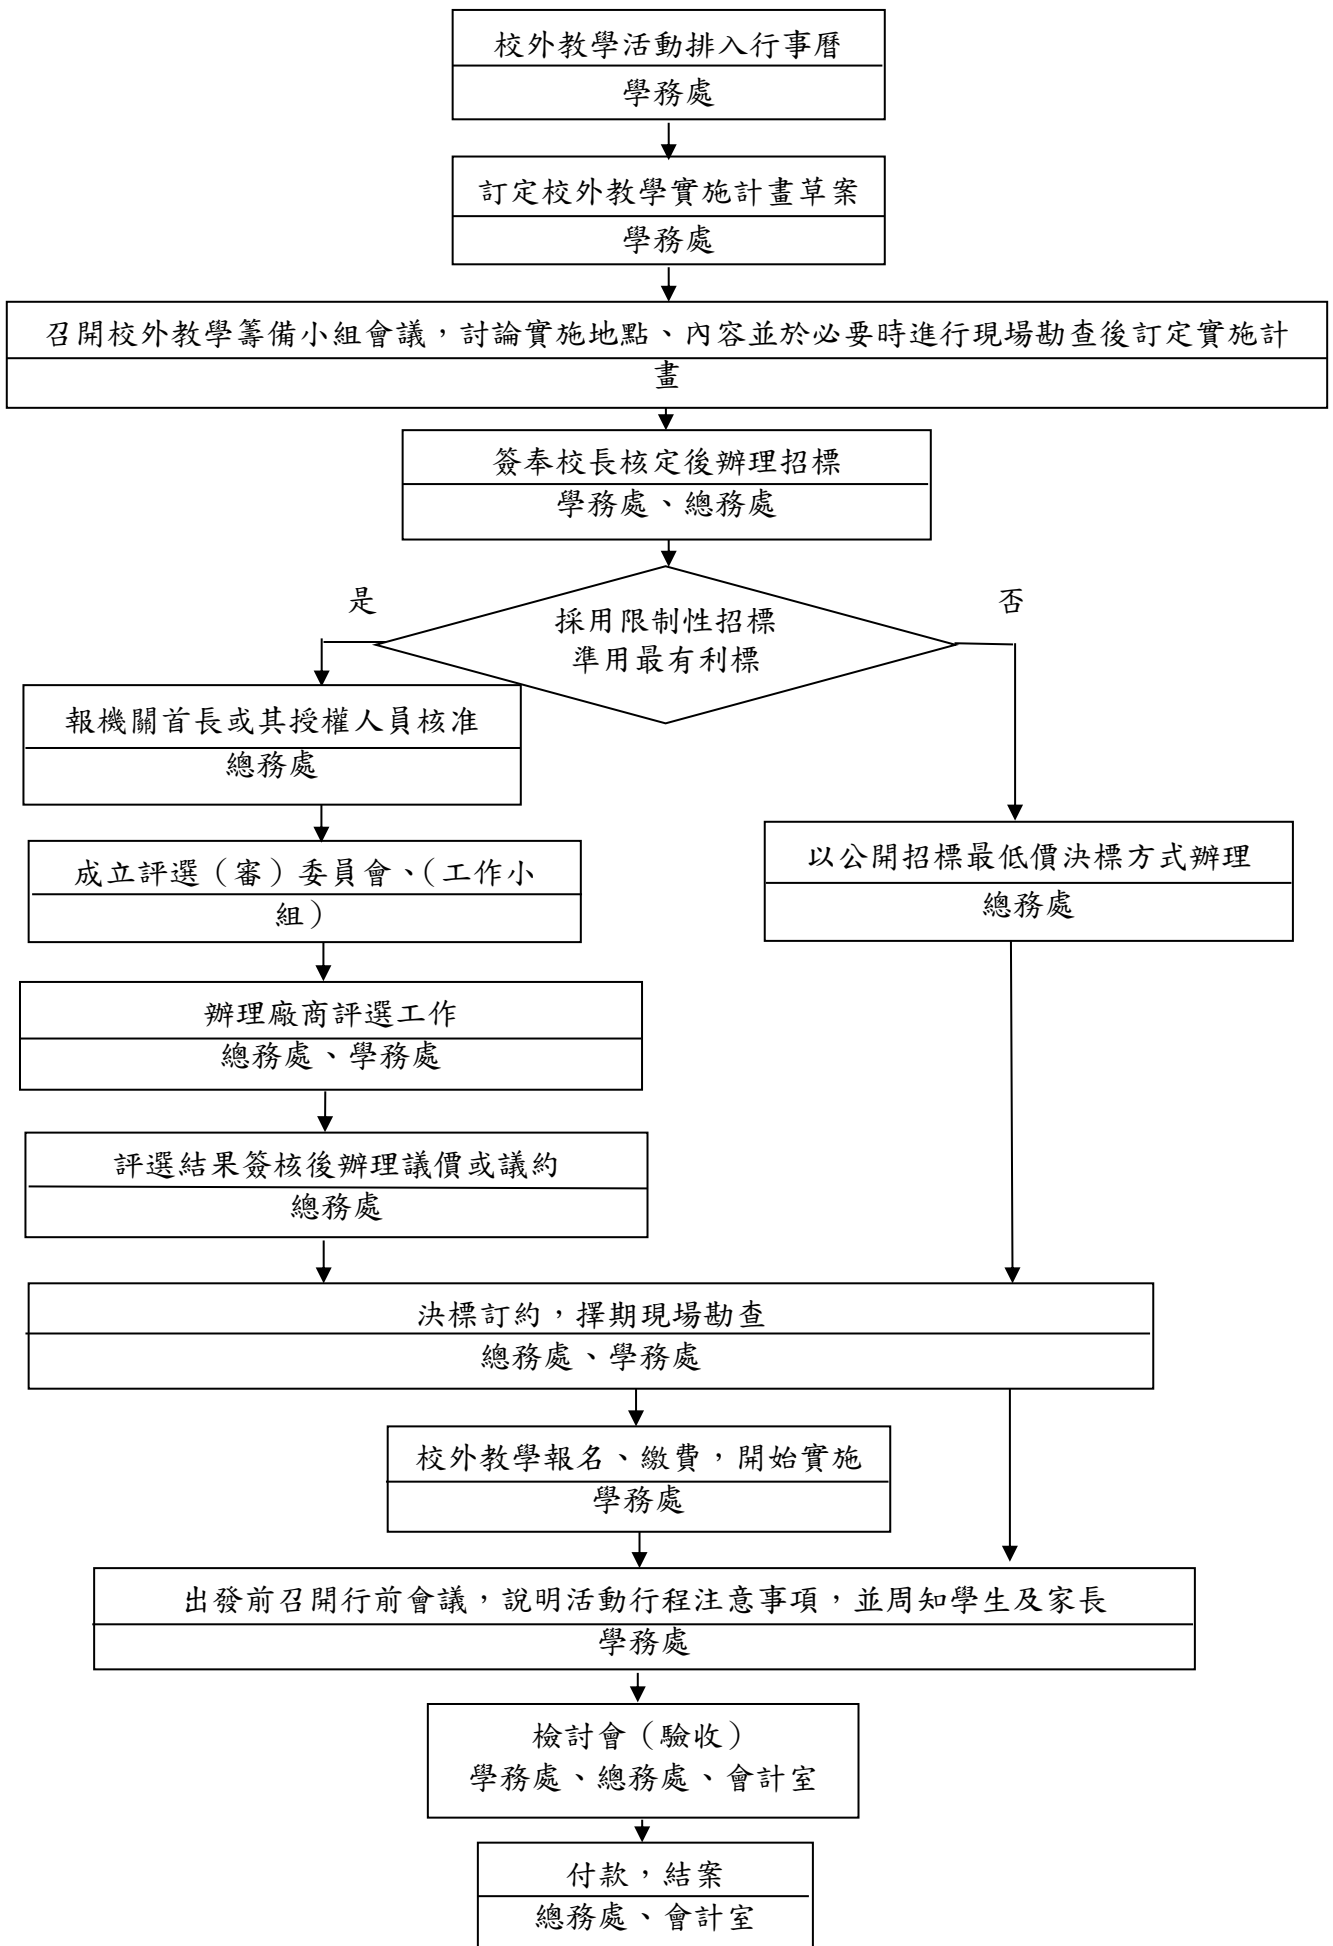 校外教學活動排入行事曆
學務處
訂定校外教學實施計畫草案
學務處
召開校外教學籌備小組會議，討論實施地點、內容並於必要時進行現場勘查後訂定實施計
畫
簽奉校長核定後辦理招標
學務處、總務處
是
否
採用限制性招標
準用最有利標
報機關首長或其授權人員核准
總務處
成立評選（審）委員會、（工作小
組）
以公開招標最低價決標方式辦理
總務處
辦理廠商評選工作
總務處、學務處
評選結果簽核後辦理議價或議約
總務處
決標訂約，擇期現場勘查
總務處、學務處
校外教學報名、繳費，開始實施
學務處
出發前召開行前會議，說明活動行程注意事項，並周知學生及家長
學務處
檢討會（驗收）
學務處、總務處、會計室
付款，結案
總務處、會計室